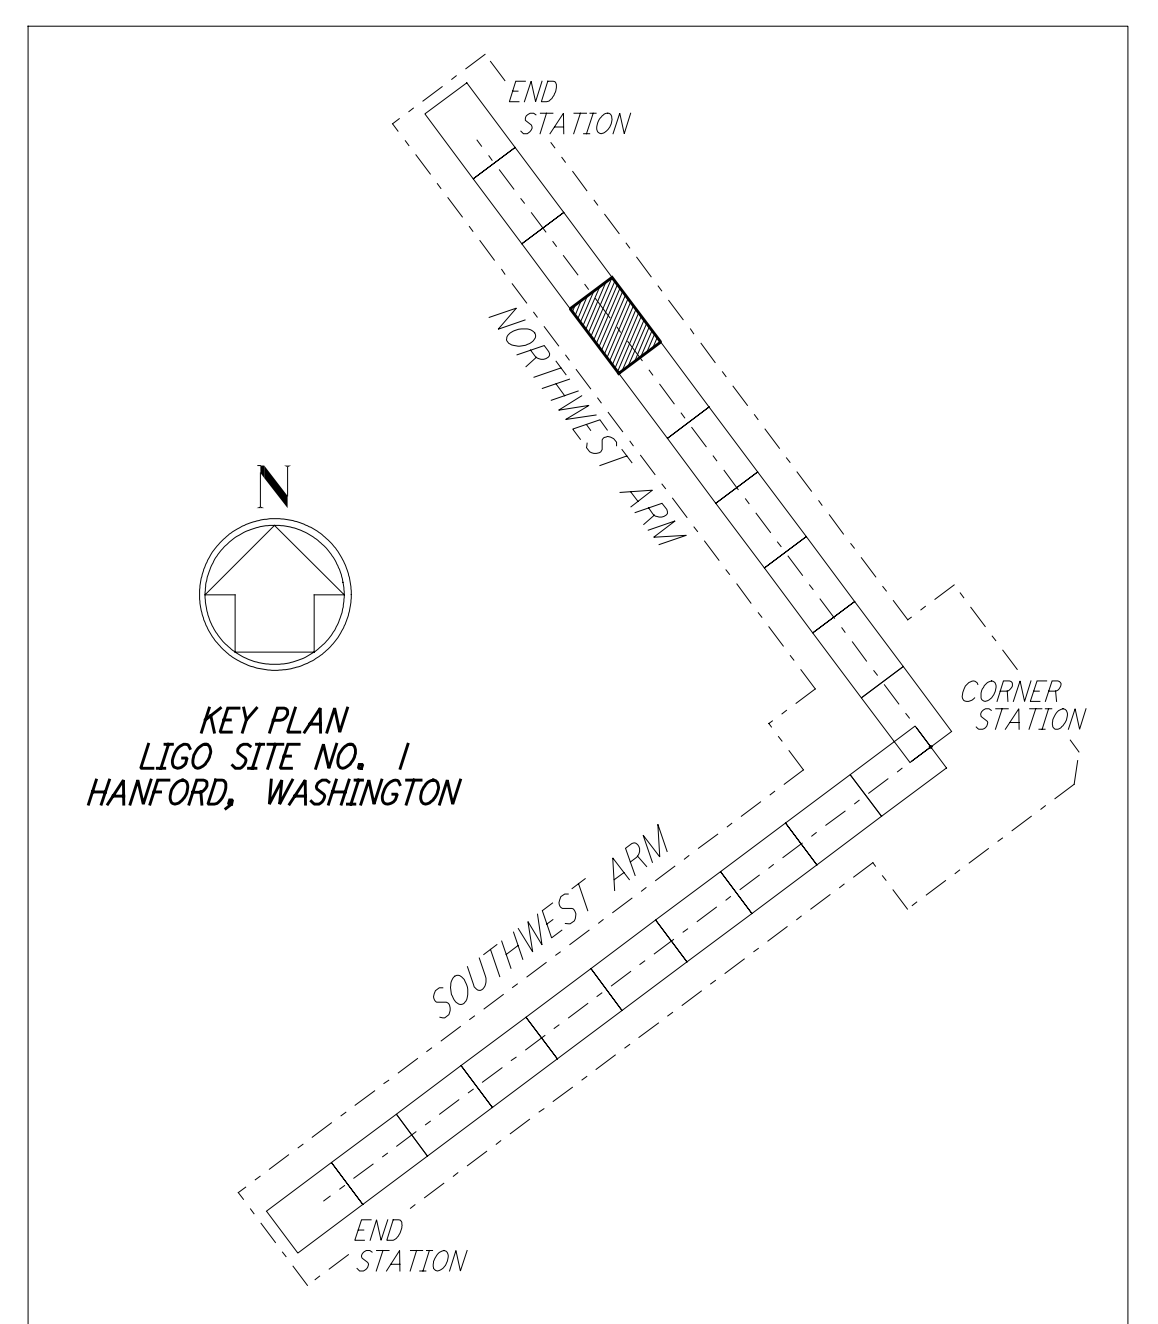 END
STATION
NORTHWEST ARM
N
CORNER
STATION
KEY PLAN
LIGO SITE NO. 1
HANFORD, WASHINGTON
SOUTHWEST ARM
END
STATION